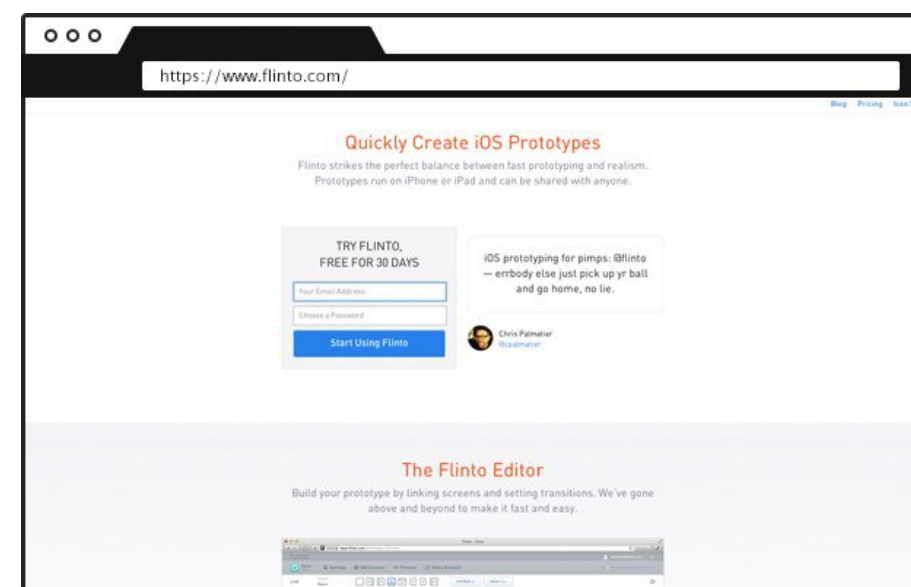 https://www.flinto.com/
Blog Pricing Icon
Quickly Create iOS Prototypes
Flinto strikes the perfect balance between fast prototyping and realism.
Prototypes run on iPhone or iPad and can be shared with anyone.
TRY FLINTO,
FREE FOR 30 DAYS
Your Email Address
Choose a Password
Start Using Flinto
iOS prototyping for pimps: @flinto
— errbody else just pick up yr ball
and go home, no lie.
Chris Palmatier
@cpalmatier
The Flinto Editor
Build your prototype by linking screens and setting transitions. We've gone
above and beyond to make it fast and easy.